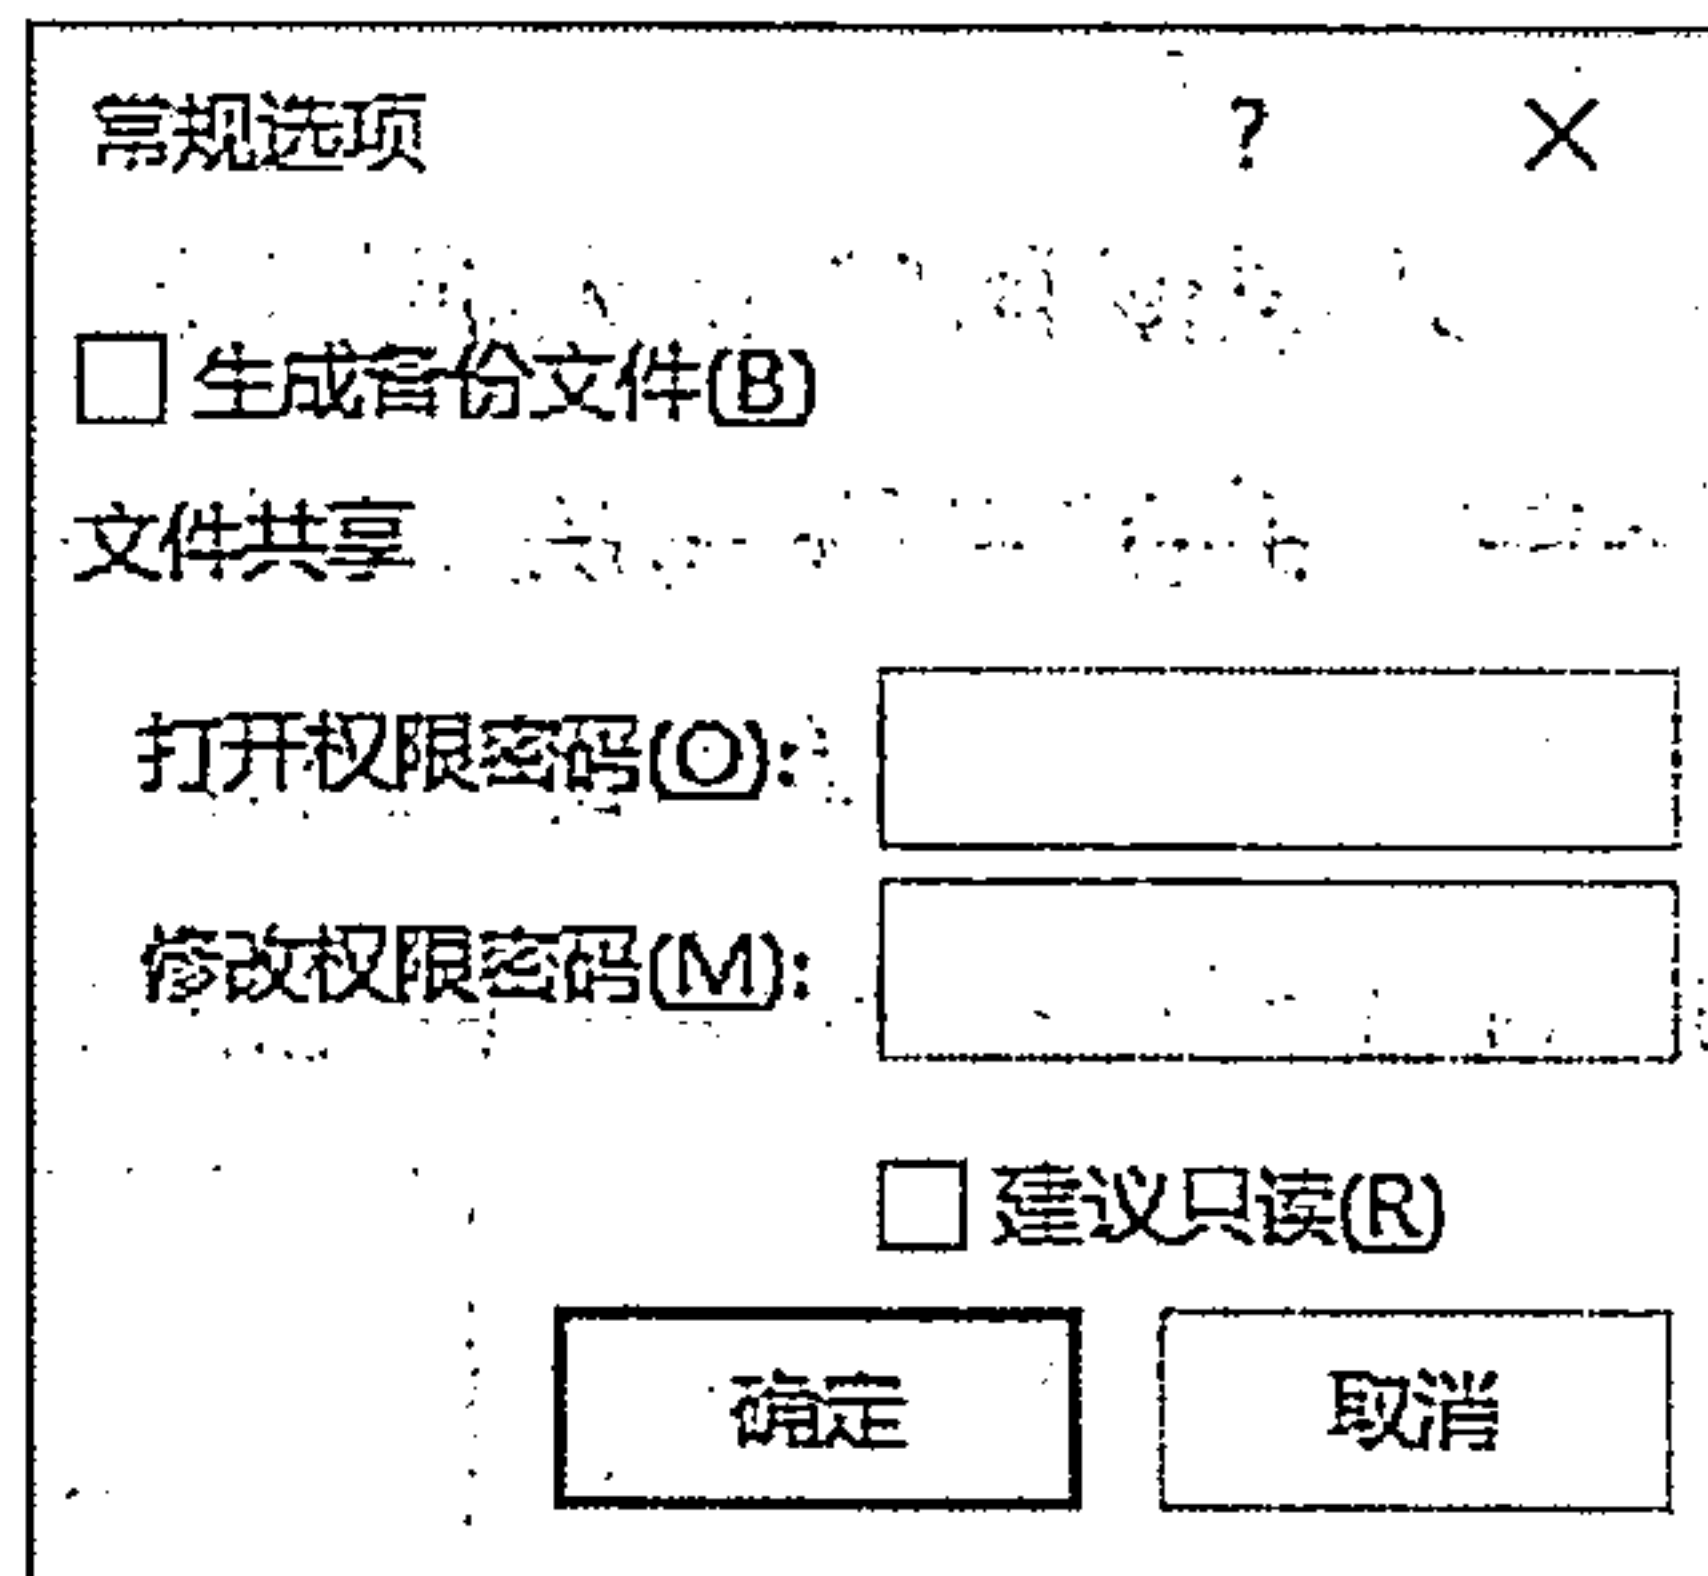 常规选项 ? ×
生成备份文件(B)
文件共享
打开权限密码(O):
修改权限密码(M):
建议只读(R)
确定 取消